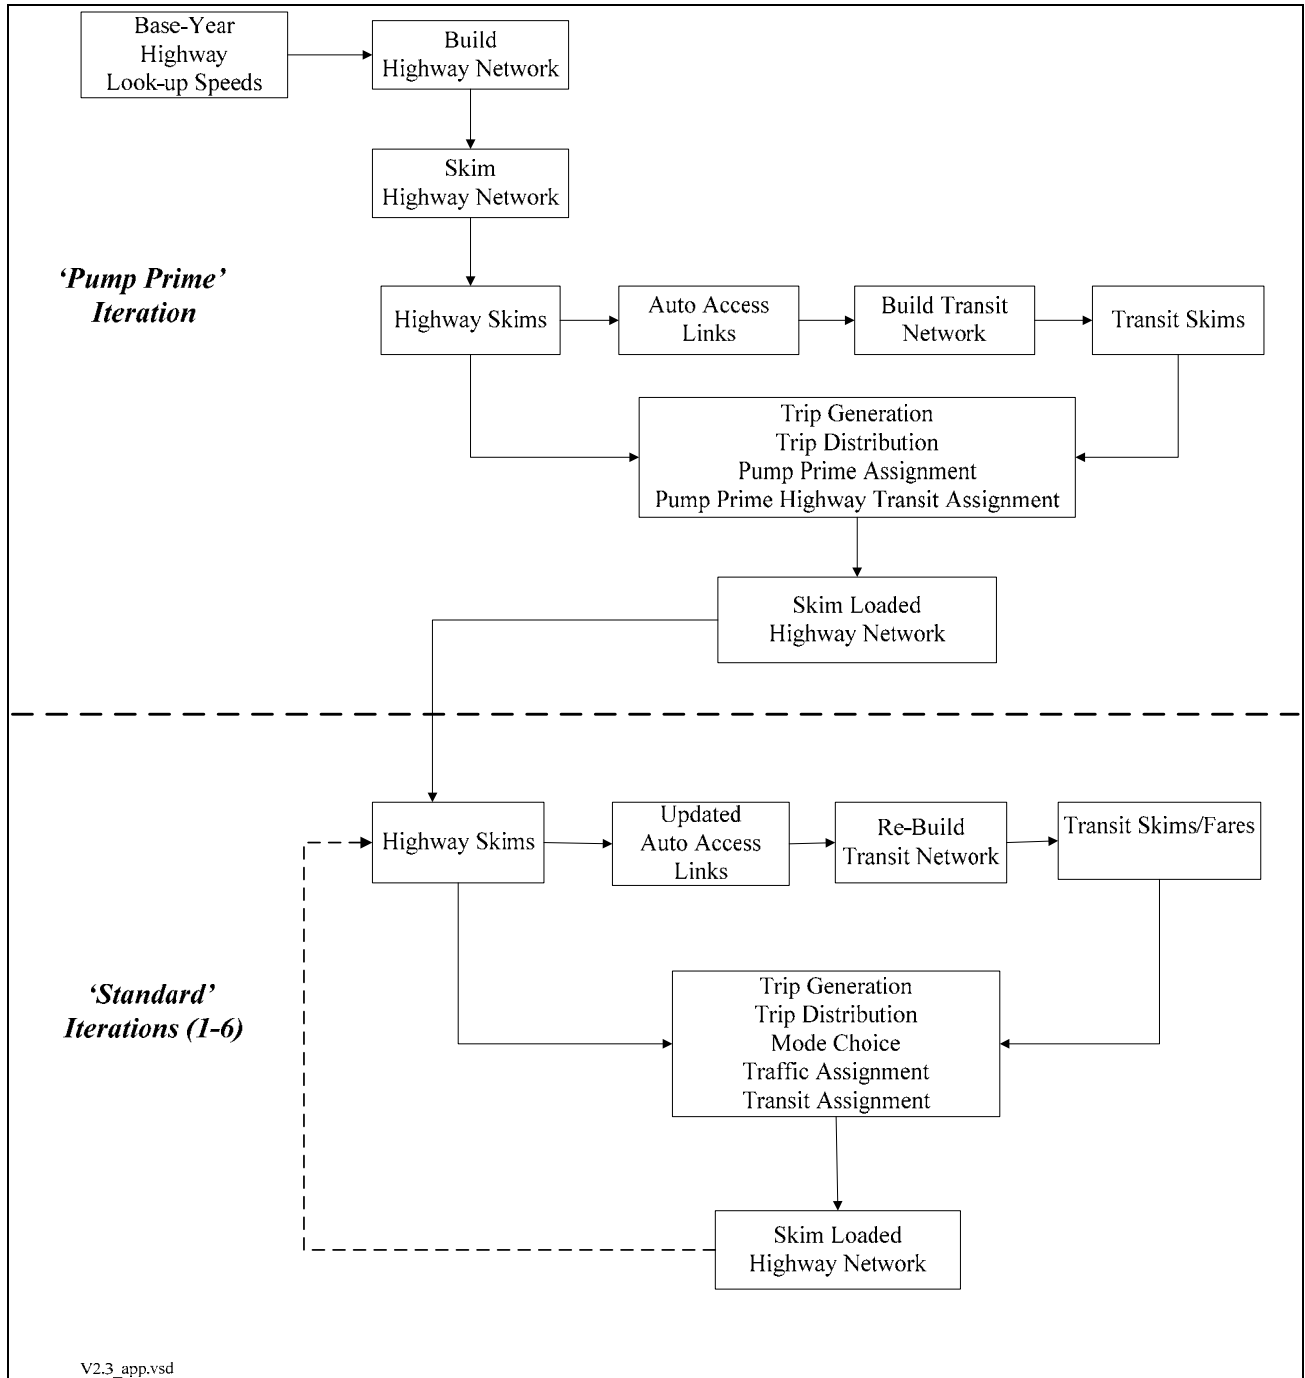 Base-Year
Highway
Look-up Speeds
Build
Highway Network
Skim
Highway Network
‘Pump Prime’
Iteration
Highway Skims
Auto Access
Links
Build Transit
Network
Transit Skims
Trip Generation
Trip Distribution
Pump Prime Assignment
Pump Prime Highway Transit Assignment
Skim Loaded
Highway Network
Highway Skims
Updated
Auto Access
Links
Re-Build
Transit Network
Transit Skims/Fares
‘Standard’
Iterations (1-6)
Trip Generation
Trip Distribution
Mode Choice
Traffic Assignment
Transit Assignment
Skim Loaded
Highway Network
V2.3_app.vsd